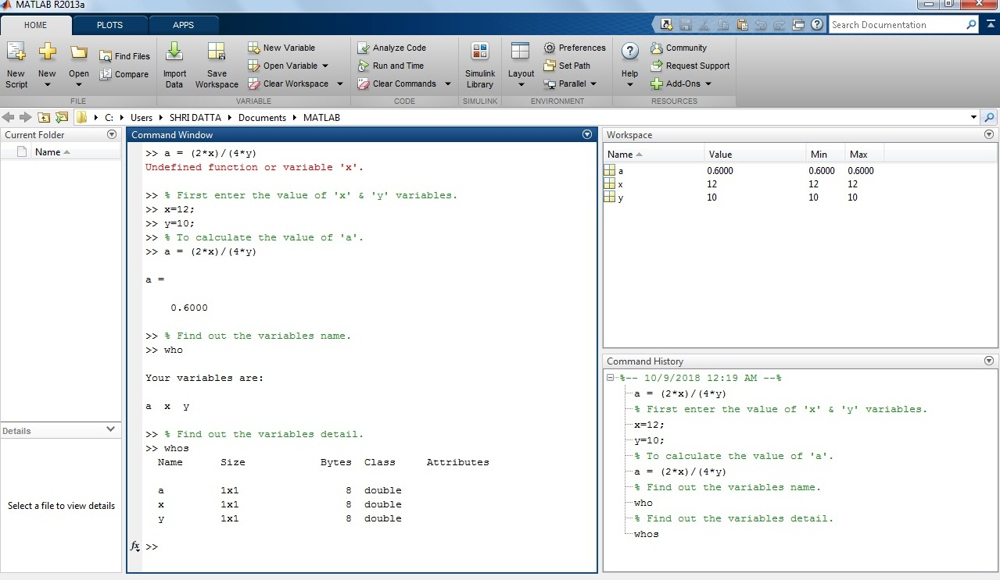 MATLAB R2013a
HOME PLOTS APPS
Search Documentation
New Script
New
Open
Find Files
Compare
FILE
Import Data
Save Workspace
New Variable
Open Variable
Clear Workspace
VARIABLE
Analyze Code
Run and Time
Clear Commands
CODE
Simulink Library
SIMULINK
Layout
Preferences
Set Path
Parallel
ENVIRONMENT
Help
Community
Request Support
Add-Ons
RESOURCES
C: Users SHRI DATTA Documents MATLAB
Current Folder
Name
Details
Select a file to view details
Command Window
>> a = (2*x)/(4*y)
Undefined function or variable 'x'.
>> % First enter the value of 'x' & 'y' variables.
>> x=12;
>> y=10;
>> % To calculate the value of 'a'.
>> a = (2*x)/(4*y)
a =
0.6000
>> % Find out the variables name.
>> who
Your variables are:
a x y
>> % Find out the variables detail.
>> whos
Name Size Bytes Class Attributes
a 1x1 8 double
x 1x1 8 double
y 1x1 8 double
fx >>
Workspace
Name Value Min Max
a 0.6000 0.6000 0.6000
x 12 12 12
y 10 10 10
Command History
%-- 10/9/2018 12:19 AM --%
a = (2*x)/(4*y)
% First enter the value of 'x' & 'y' variables.
x=12;
y=10;
% To calculate the value of 'a'.
a = (2*x)/(4*y)
% Find out the variables name.
who
% Find out the variables detail.
whos